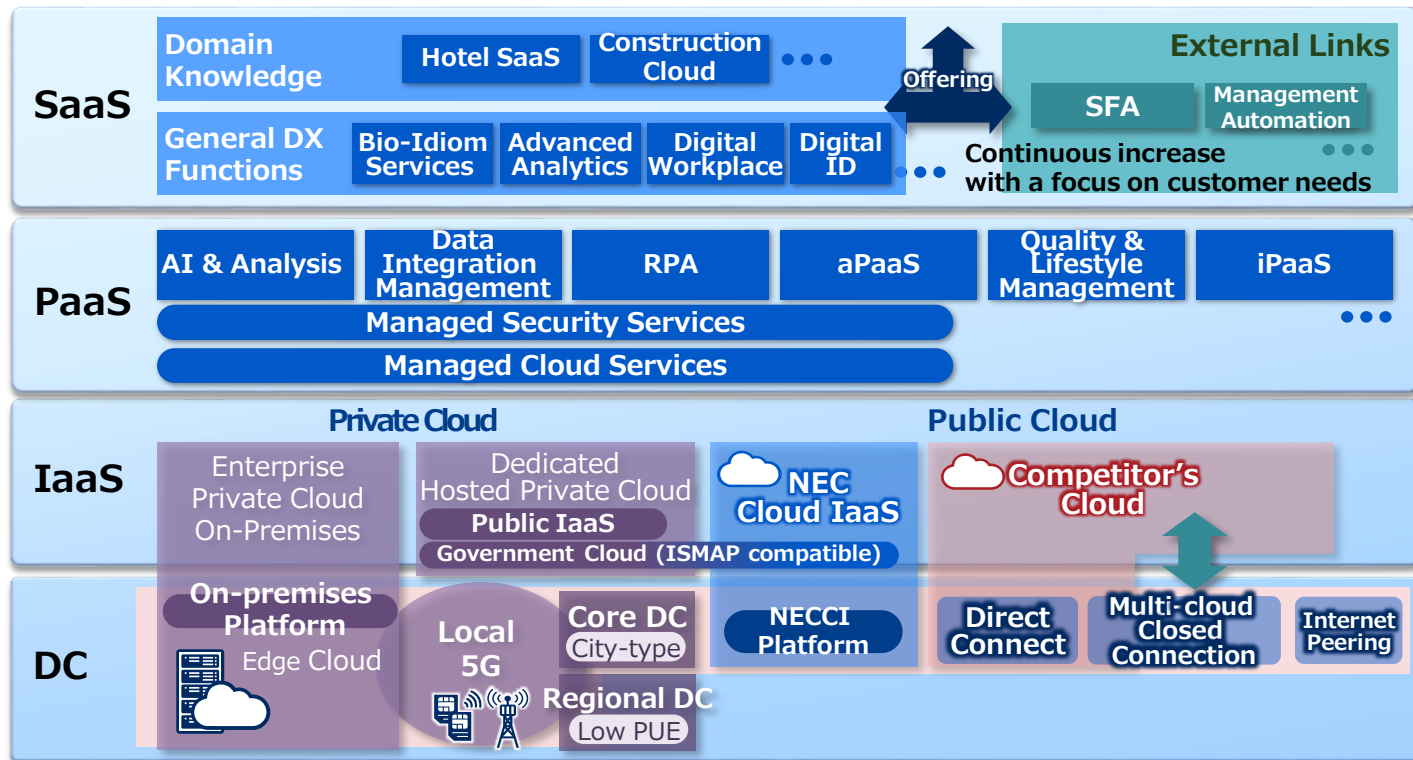 SaaS
Domain
Knowledge
Hotel SaaS
Construction
Cloud
Offering
External Links
SFA
Management
Automation
General DX
Functions
Bio-Idiom
Services
Advanced
Analytics
Digital
Workplace
Digital
ID
Continuous increase
with a focus on customer needs
PaaS
AI & Analysis
Data
Integration
Management
RPA
aPaaS
Quality &
Lifestyle
Management
iPaaS
Managed Security Services
Managed Cloud Services
IaaS
Private Cloud
Public Cloud
Enterprise
Private Cloud
On-Premises
Dedicated
Hosted Private Cloud
Public IaaS
Government Cloud (ISMAP compatible)
NEC
Cloud IaaS
Competitor's
Cloud
DC
On-premises
Platform
Edge Cloud
Local
5G
Core DC
City-type
Regional DC
Low PUE
NECCI
Platform
Direct
Connect
Multi-cloud
Closed
Connection
Internet
Peering